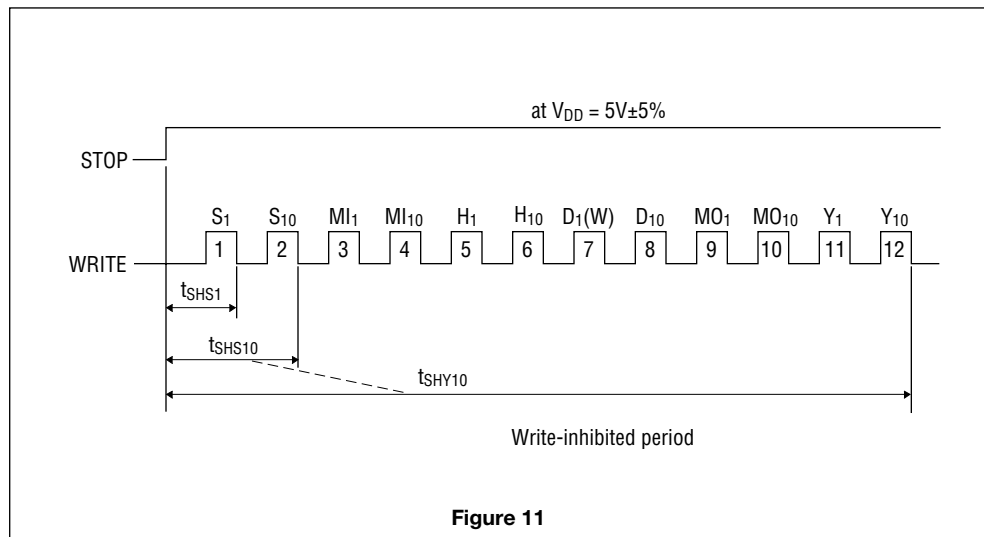 at VDD = 5V±5%
STOP
S1 S10 MI1 MI10 H1 H10 D1(W) D10 MO1 MO10 Y1 Y10
WRITE 1 2 3 4 5 6 7 8 9 10 11 12
tSHS1
tSHS10
tSHY10
Write-inhibited period
Figure 11